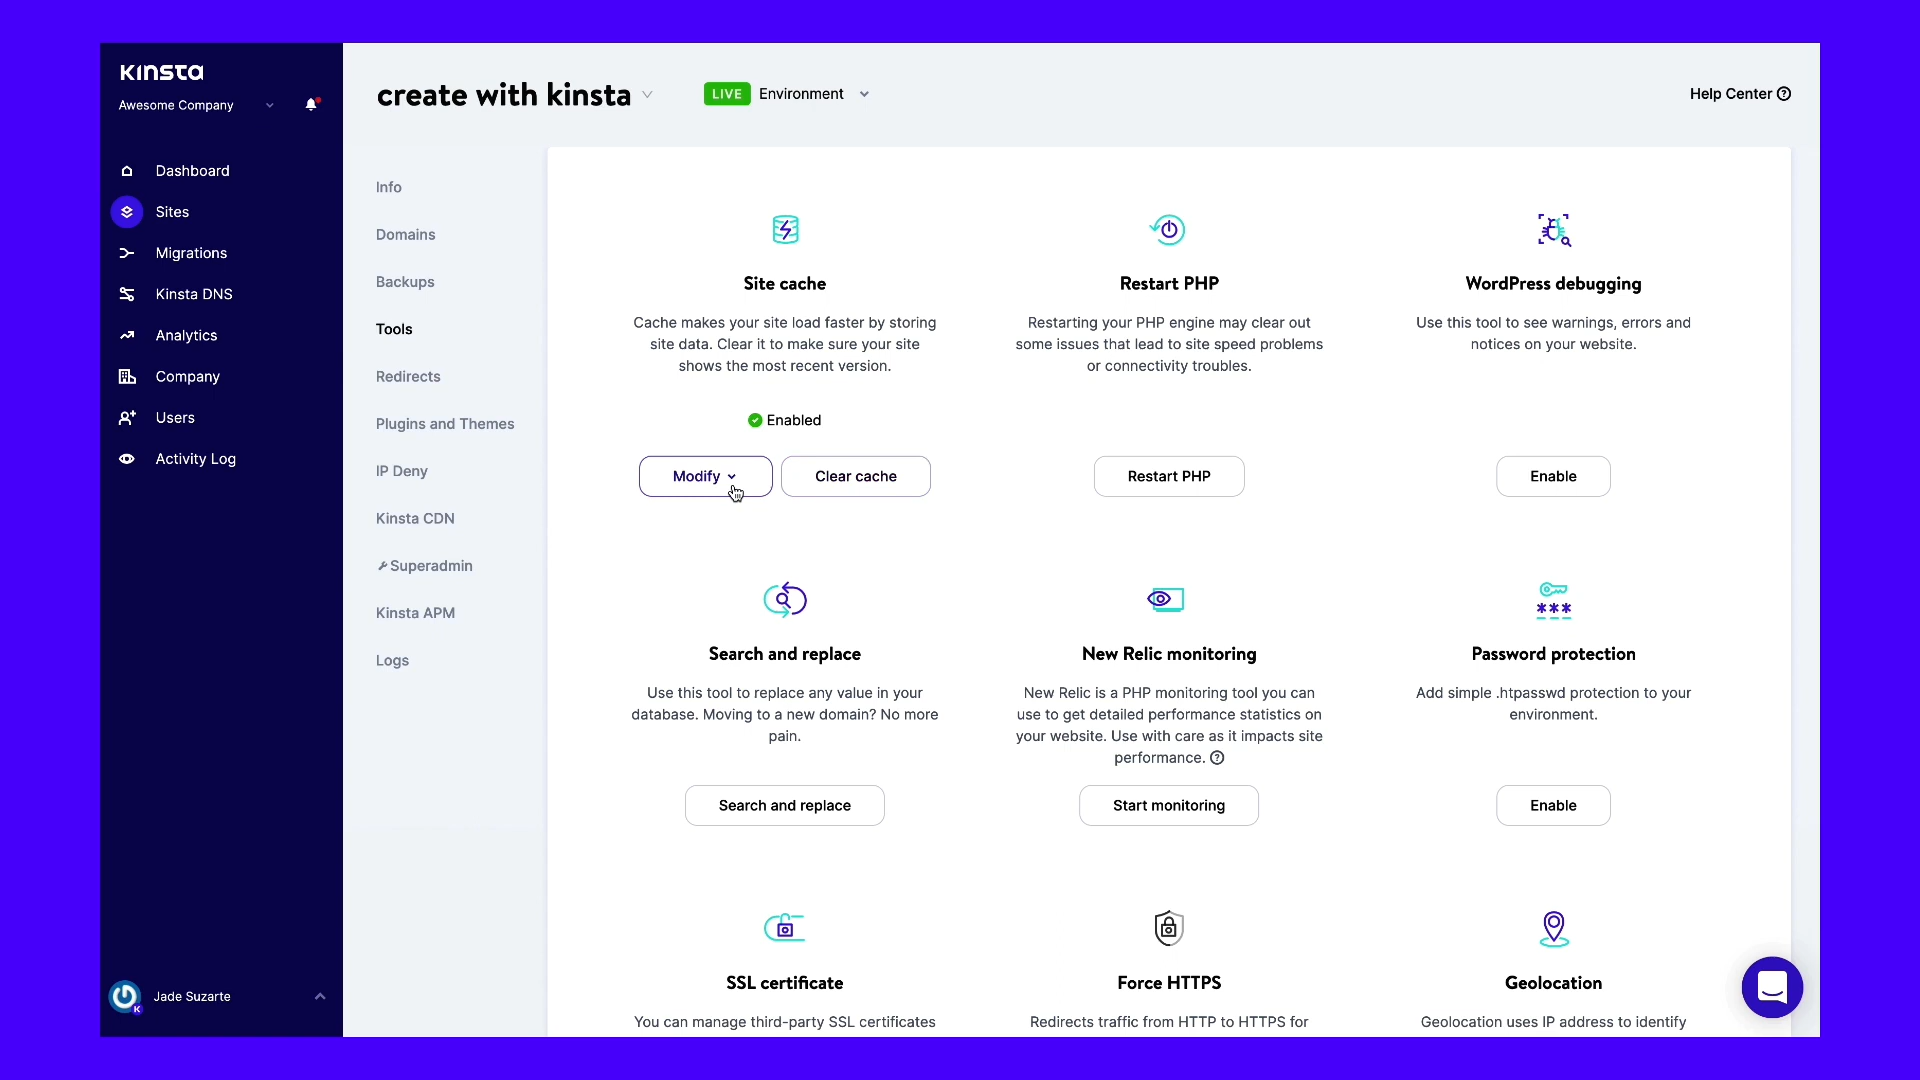 Kinsta
Awesome Company
Dashboard
Sites
Migrations
Kinsta DNS
Analytics
Company
Users
Activity Log
Jade Suzarte
K
create with kinsta
LIVE Environment
Help Center
Info
Domains
Backups
Tools
Redirects
Plugins and Themes
IP Deny
Kinsta CDN
Superadmin
Kinsta APM
Logs
Site cache
Cache makes your site load faster by storing
site data. Clear it to make sure your site
shows the most recent version.
Enabled
Modify
Clear cache
Restart PHP
Restarting your PHP engine may clear out
some issues that lead to site speed problems
or connectivity troubles.
Restart PHP
WordPress debugging
Use this tool to see warnings, errors and
notices on your website.
Enable
Search and replace
Use this tool to replace any value in your
database. Moving to a new domain? No more
pain.
Search and replace
New Relic monitoring
New Relic is a PHP monitoring tool you can
use to get detailed performance statistics on
your website. Use with care as it impacts site
performance.
Start monitoring
***
Password protection
Add simple .htpasswd protection to your
environment.
Enable
SSL certificate
You can manage third-party SSL certificates
Force HTTPS
Redirects traffic from HTTP to HTTPS for
Geolocation
Geolocation uses IP address to identify